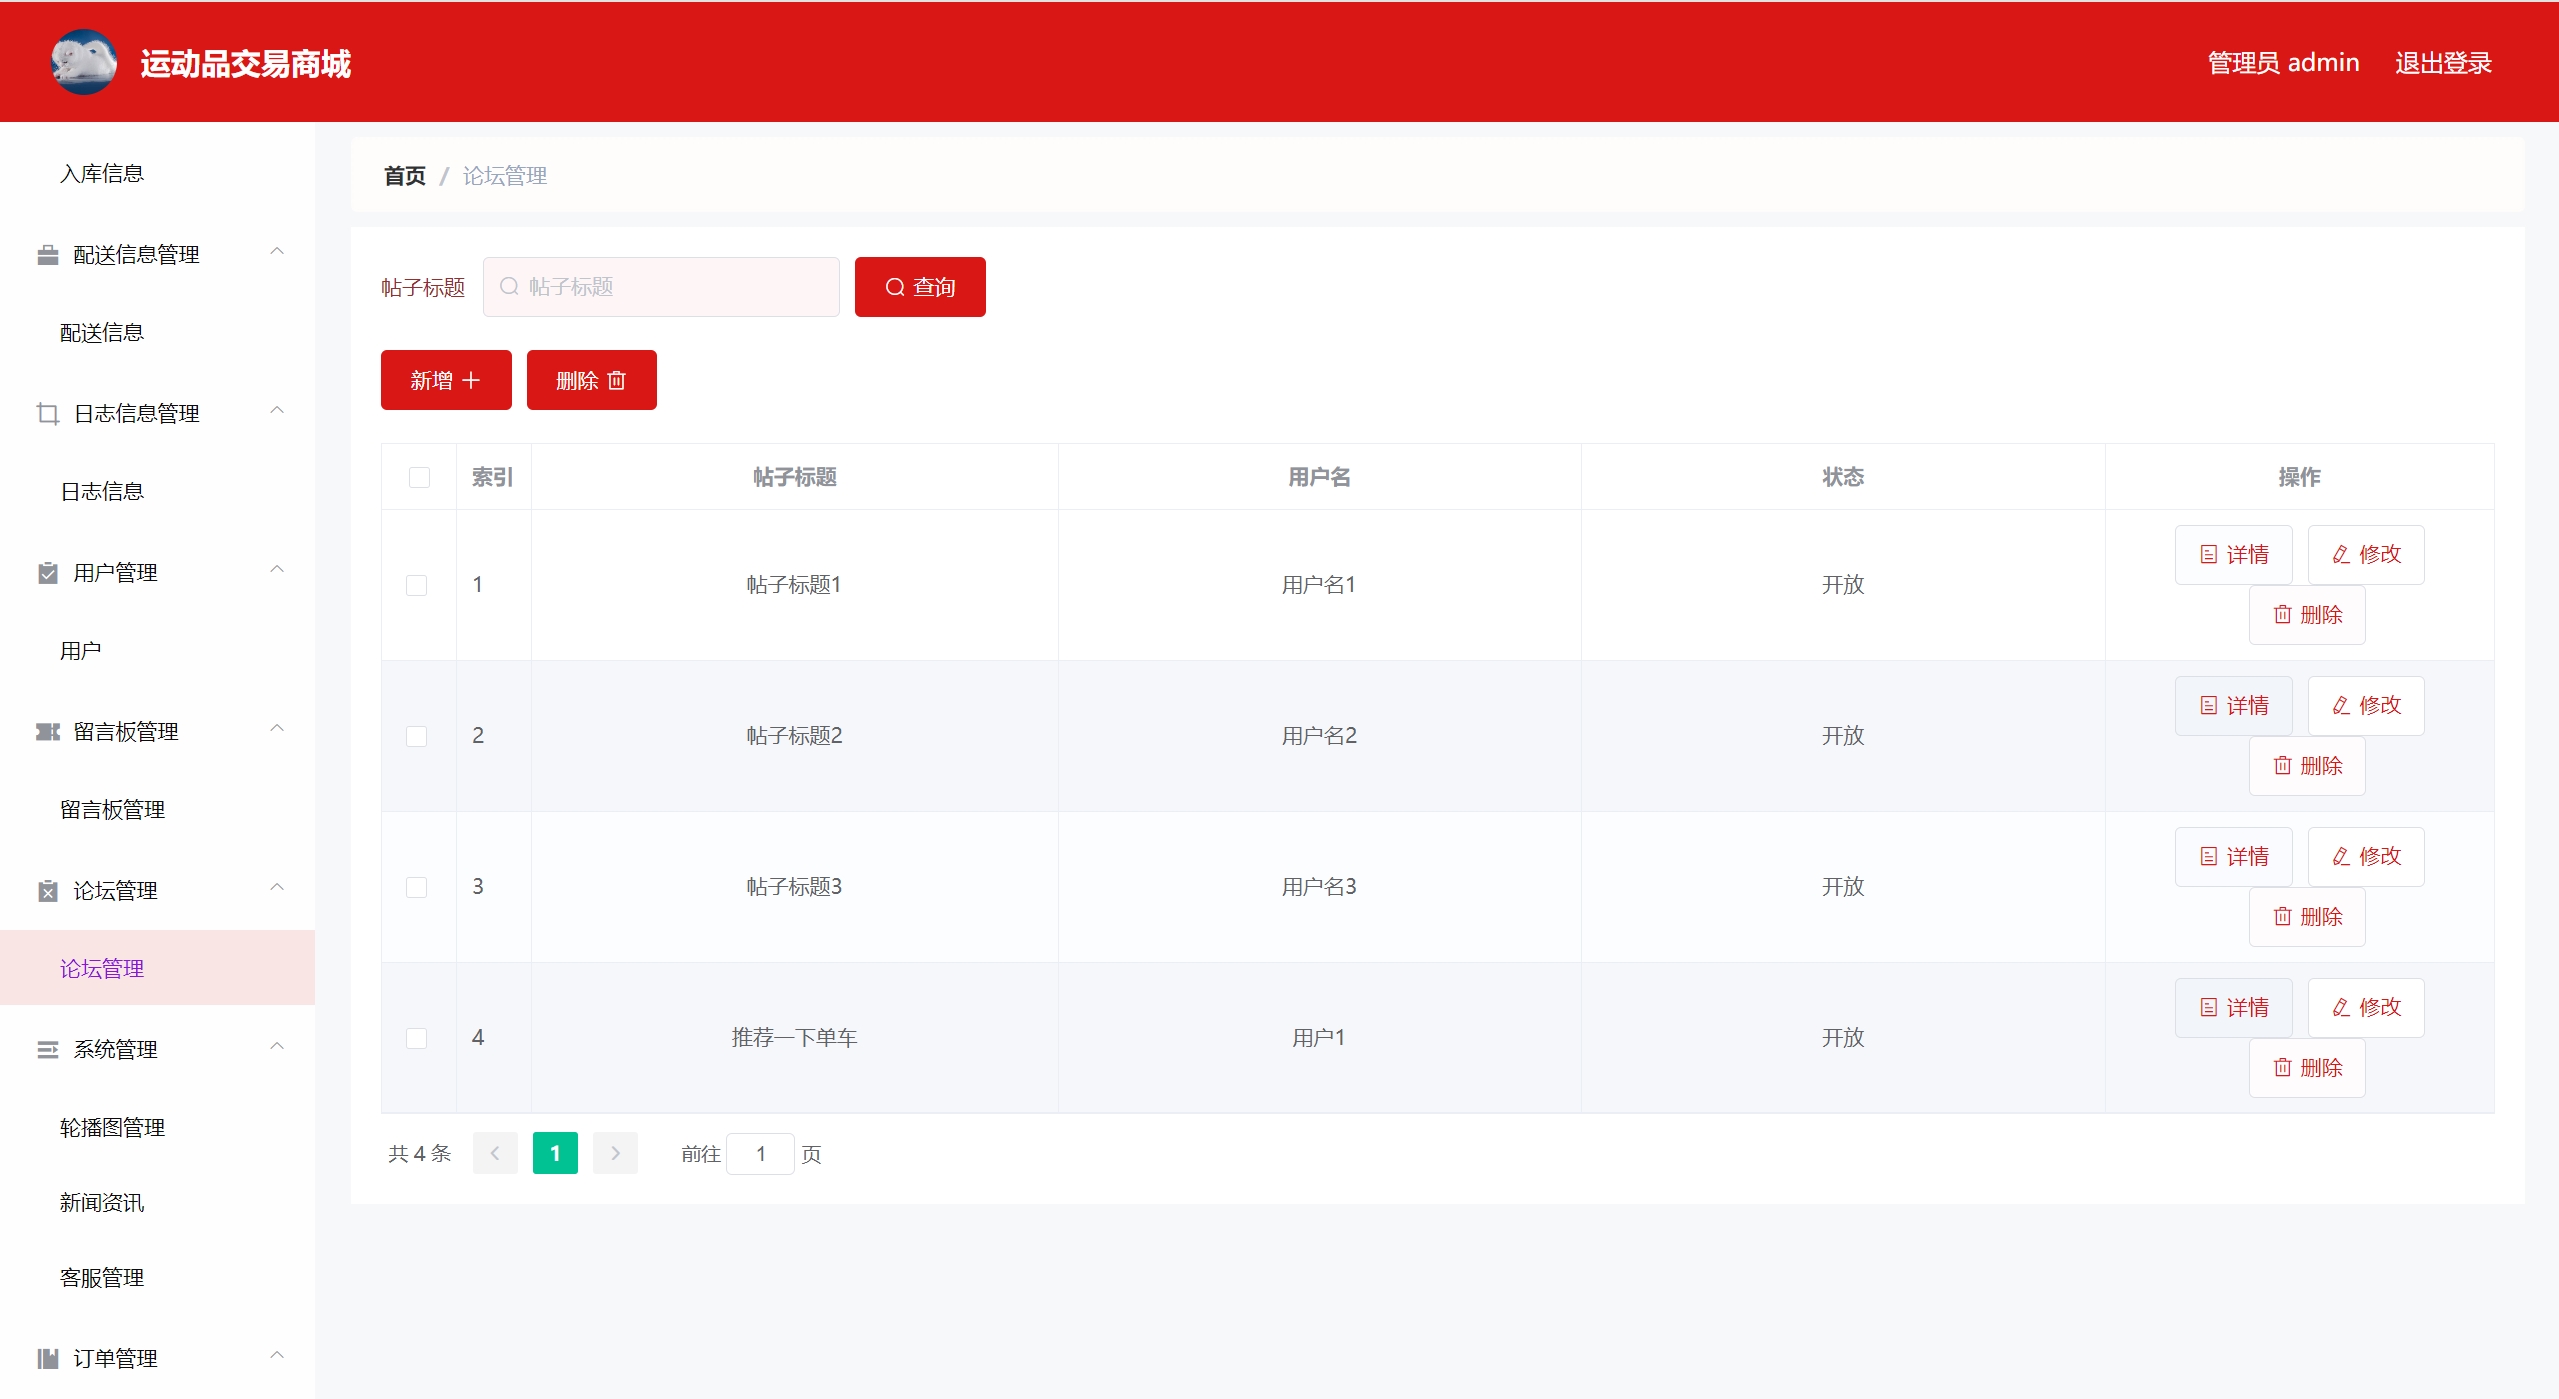 运动品交易商城
管理员 admin 退出登录
入库信息
配送信息管理
配送信息
日志信息管理
日志信息
用户管理
用户
留言板管理
留言板管理
论坛管理
论坛管理
系统管理
轮播图管理
新闻资讯
客服管理
订单管理
首页 / 论坛管理
帖子标题 帖子标题 查询
新增 删除
索引 帖子标题 用户名 状态 操作
1 帖子标题1 用户名1 开放 详情 修改
删除
2 帖子标题2 用户名2 开放 详情 修改
删除
3 帖子标题3 用户名3 开放 详情 修改
删除
4 推荐一下单车 用户1 开放 详情 修改
删除
共 4 条 1 前往 1 页